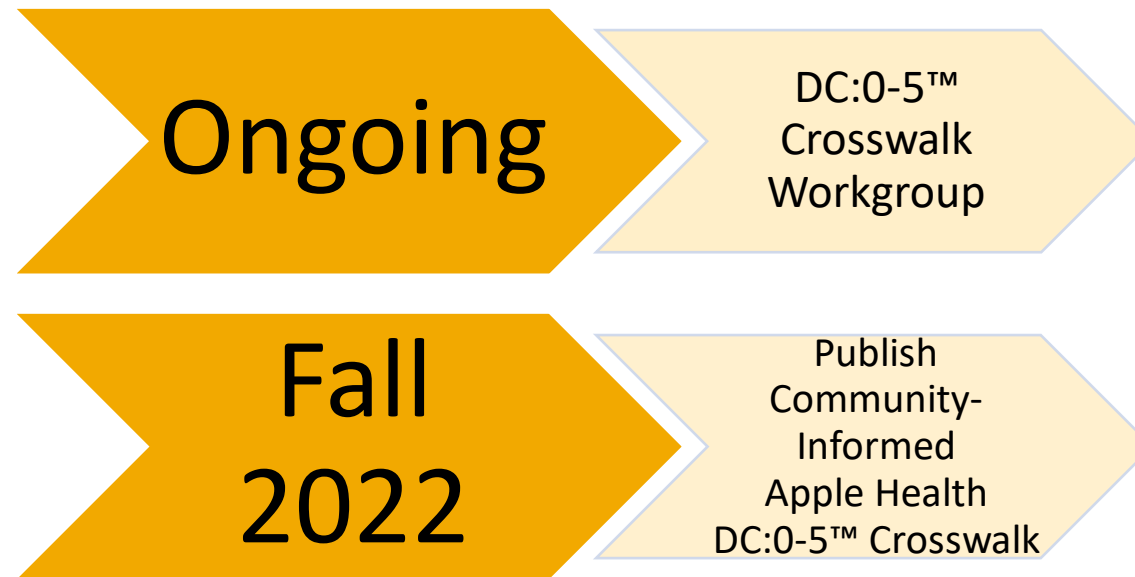 Ongoing
DC:0-5™
Crosswalk
Workgroup
Fall
2022
Publish
Community-
Informed
Apple Health
DC:0-5™ Crosswalk